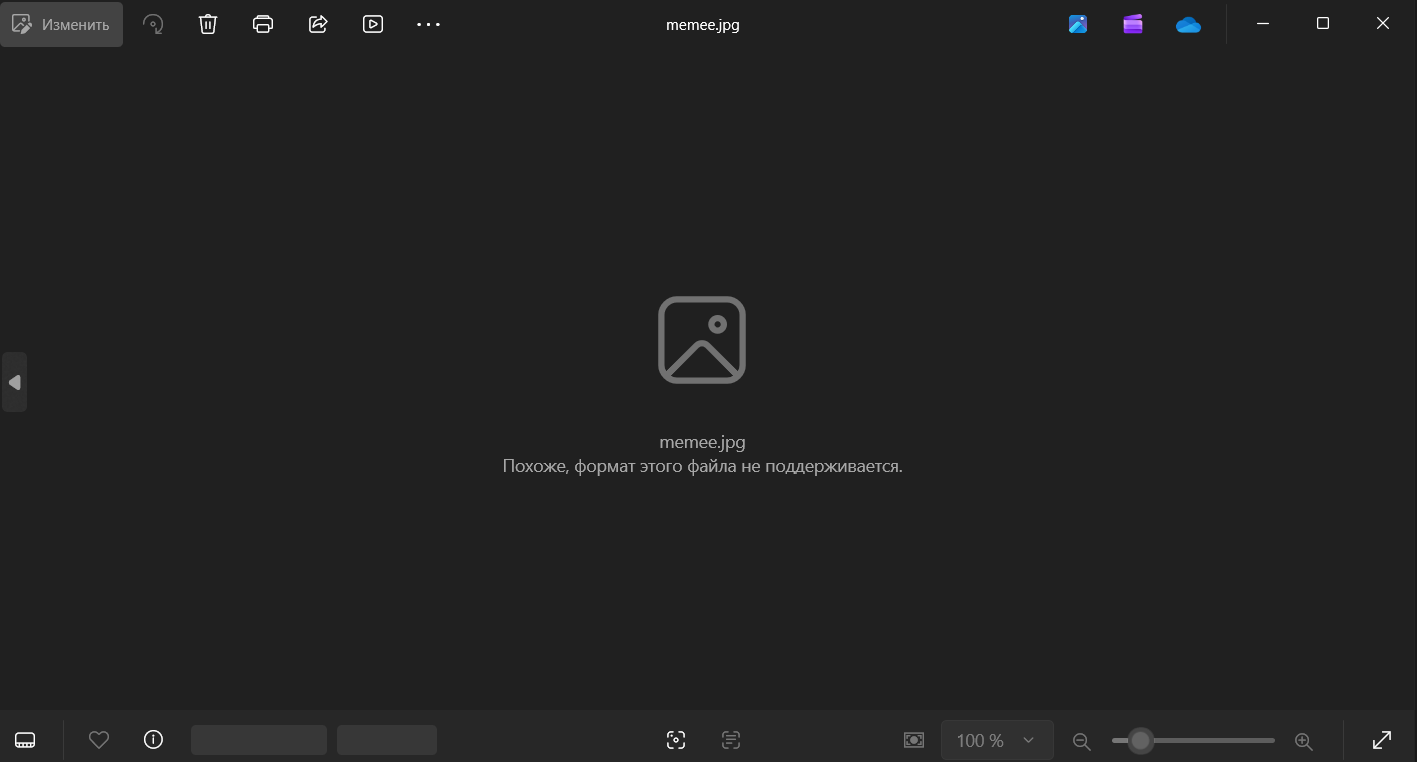 Изменить
memee.jpg
memee.jpg
Похоже, формат этого файла не поддерживается.
100 %